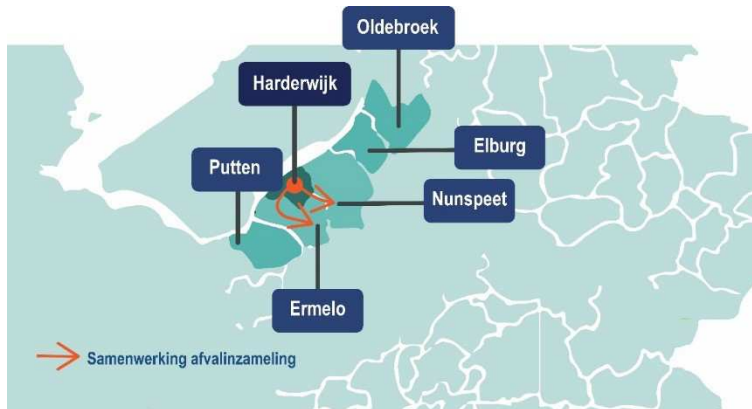 Oldebroek
Harderwijk
Elburg
Putten
Nunspeet
Ermelo
Samenwerking afvalinzameling